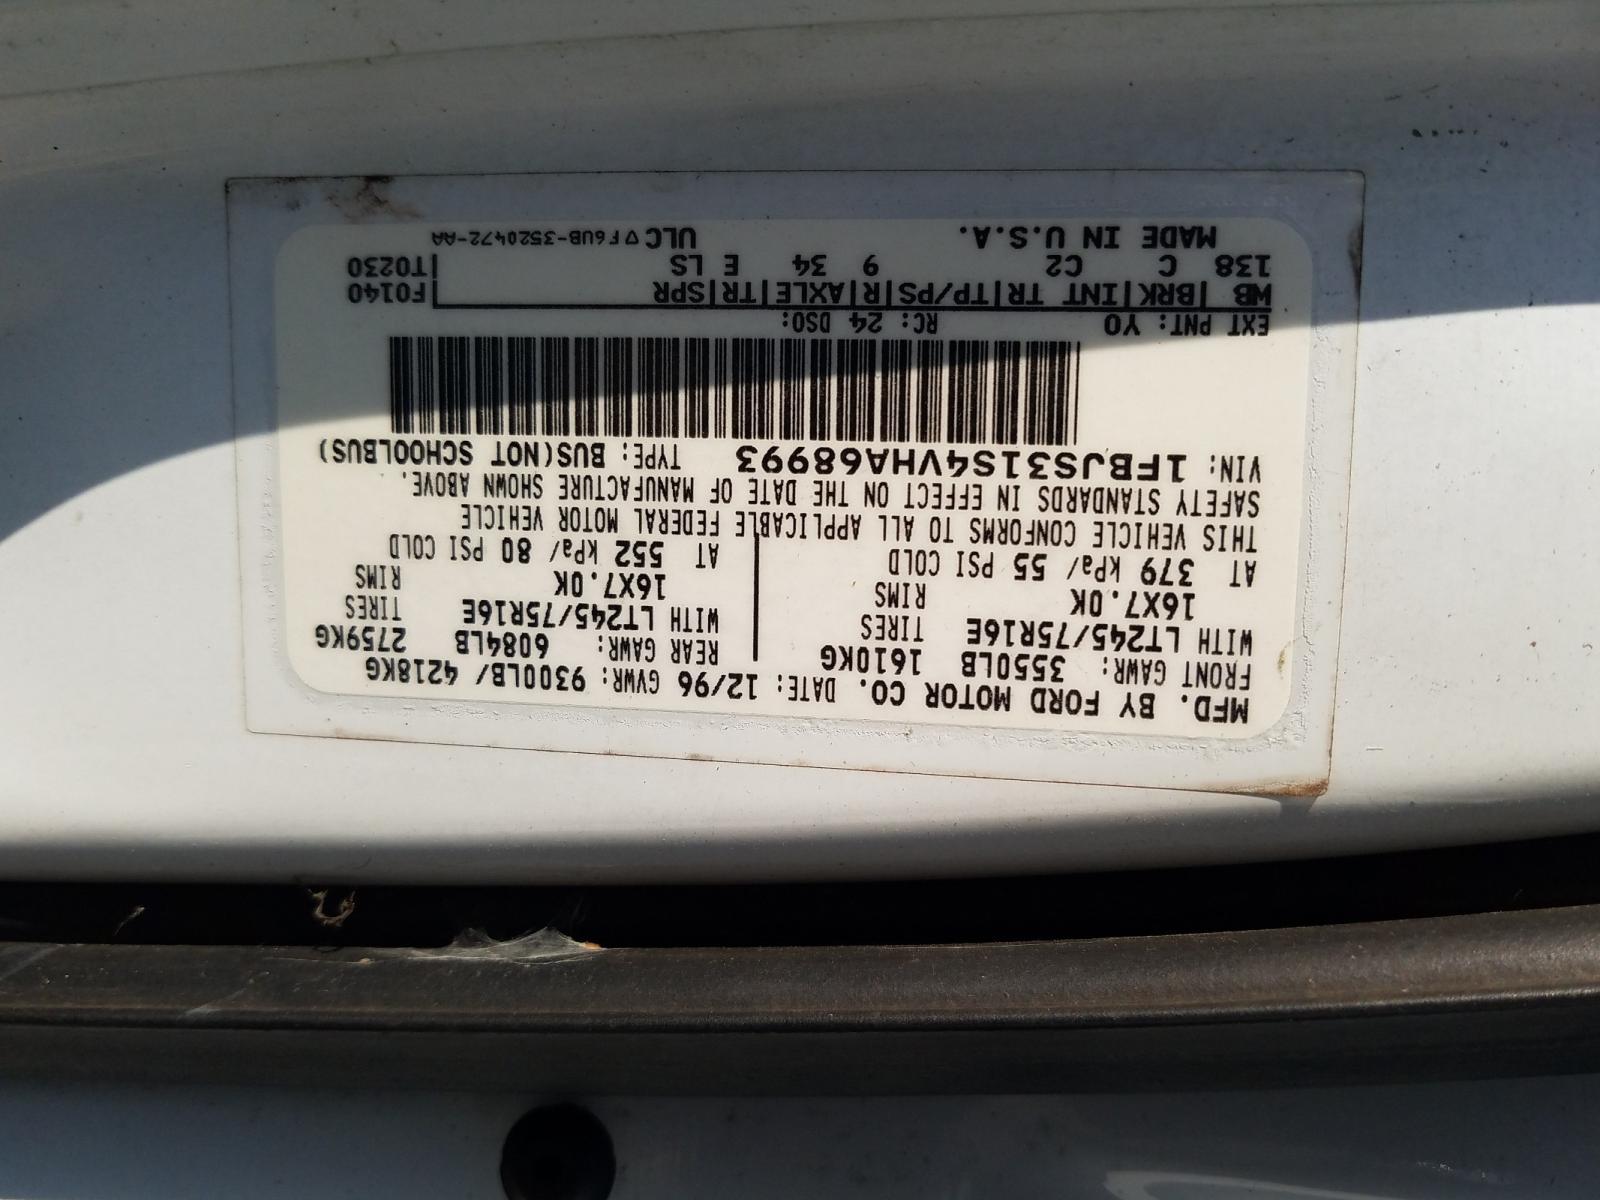 MFD. BY FORD MOTOR CO. DATE: 12/96 GVWR: 9300LB/ 4218KG
FRONT GAWR: 3550LB 1610KG
WITH LT245/75R16E TIRES
16X7.0K RIMS
AT 379 kPa/ 55 PSI COLD
REAR GAWR: 6084LB 2759KG
WITH LT245/75R16E TIRES
16X7.0K RIMS
AT 552 kPa/ 80 PSI COLD
THIS VEHICLE CONFORMS TO ALL APPLICABLE FEDERAL MOTOR VEHICLE
SAFETY STANDARDS IN EFFECT ON THE DATE OF MANUFACTURE SHOWN ABOVE.
VIN: 1FBJS31S4VHA68993 TYPE: BUS(NOT SCHOOLBUS)
EXT PNT: YO RC: 24 DSO:
WB |BRK|INT TR|TP/PS|R|AXLE|TR|SPR F0140
138 C C2 9 34 E LS T0230
MADE IN U.S.A. ULC ▽F6UB-3520472-AA